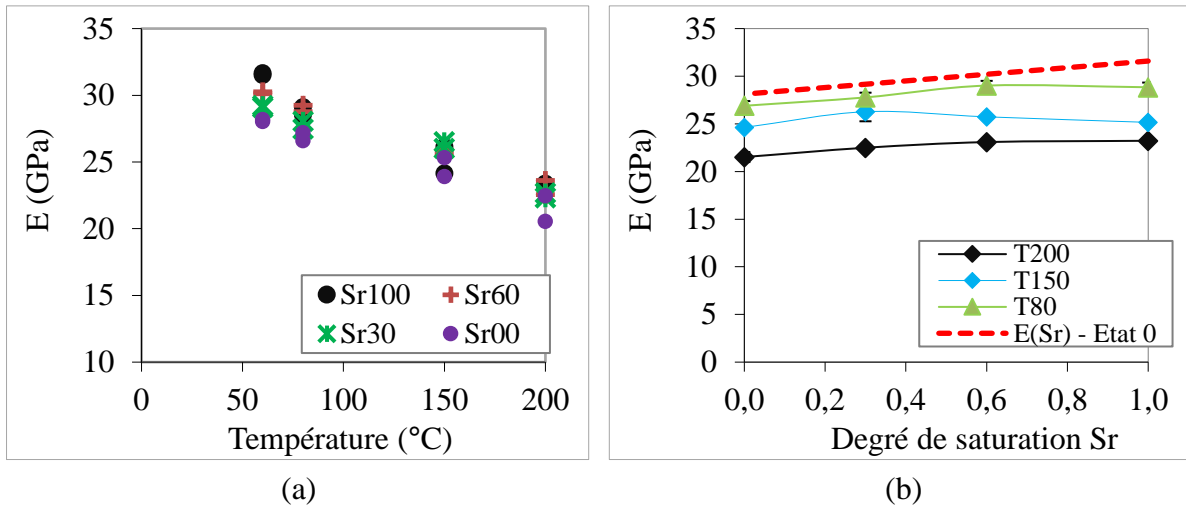 35
30
25
20
15
10
E (GPa)
0 50 100 150 200
Température (°C)
Sr100 Sr60
Sr30 Sr00
(a)
35
30
25
20
15
10
5
0
E (GPa)
0,0 0,2 0,4 0,6 0,8 1,0
Degré de saturation Sr
T200
T150
T80
E(Sr) - Etat 0
(b)